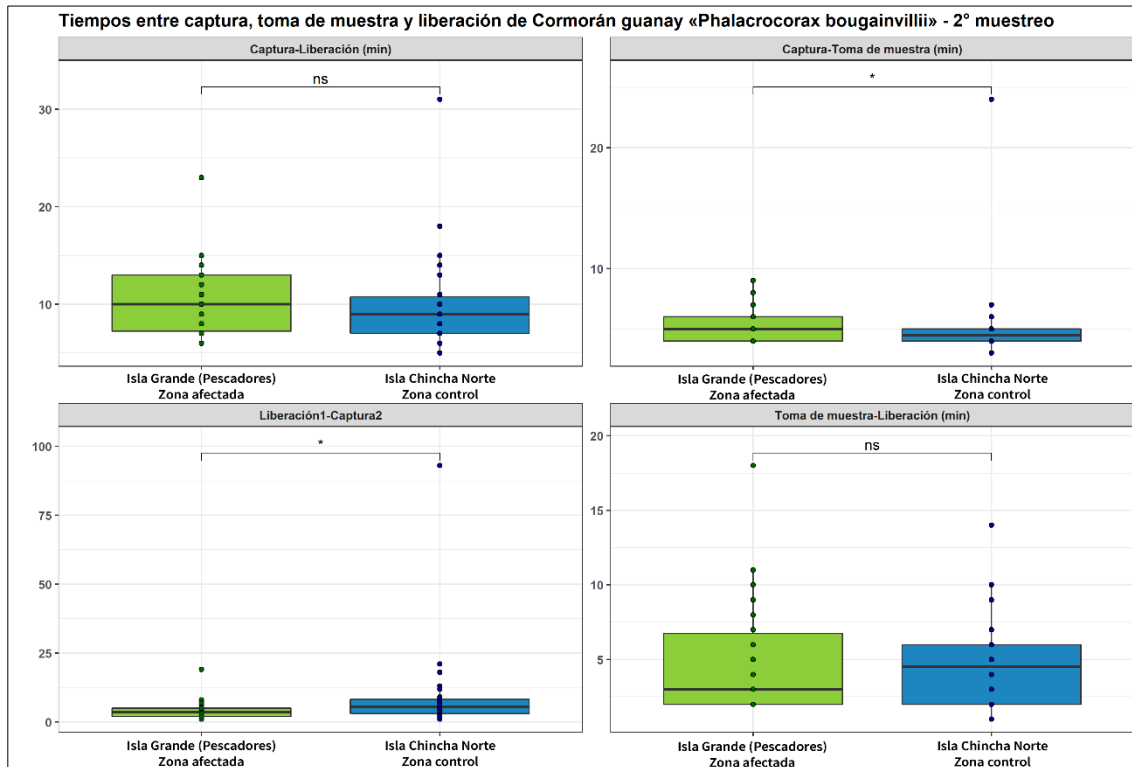 Tiempos entre captura, toma de muestra y liberación de Cormorán guanay «Phalacrocorax bougainvillii» - 2° muestreo
Captura-Liberación (min)
ns
30
20
10
Isla Grande (Pescadores)
Zona afectada
Isla Chincha Norte
Zona control
Captura-Toma de muestra (min)
*
20
10
Isla Grande (Pescadores)
Zona afectada
Isla Chincha Norte
Zona control
Liberación1-Captura2
*
100
75
50
25
0
Isla Grande (Pescadores)
Zona afectada
Isla Chincha Norte
Zona control
Toma de muestra-Liberación (min)
ns
20
15
10
5
Isla Grande (Pescadores)
Zona afectada
Isla Chincha Norte
Zona control